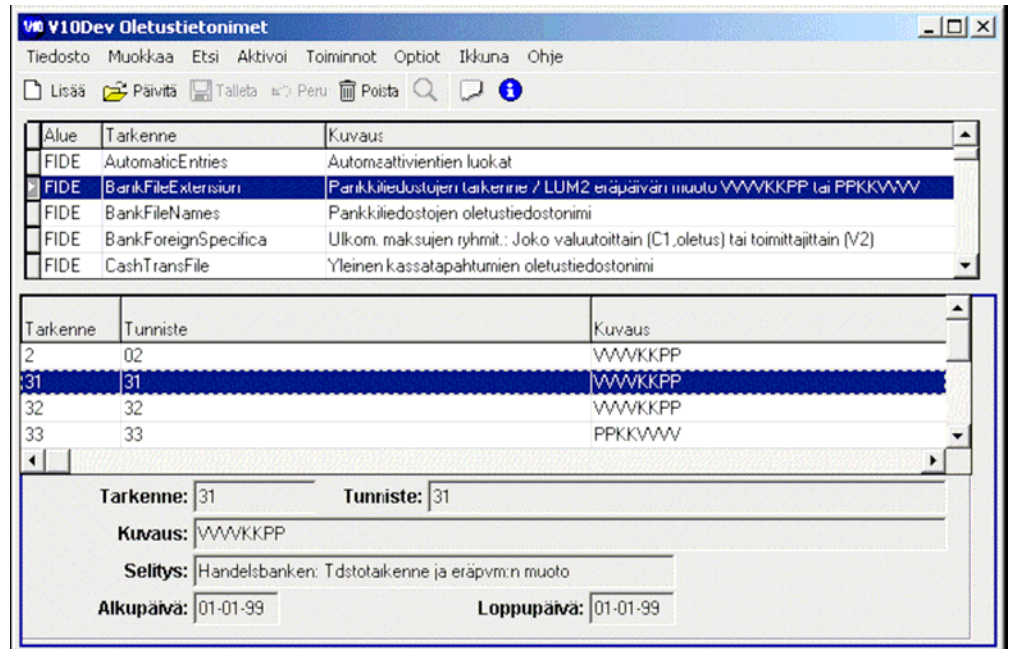 V10 V10Dev Oletustietonimet
Tiedosto Muokkaa Etsi Aktivoi Toiminnot Optiot Ikkuna Ohje
Lisää Päivitä Talleta Peru Poista
Alue Tarkenne Kuvaus
FIDE AutomaticEntries Automaattivientien luokat
FIDE BankFileExtension Pankkitiedostojen tarkenne / LUM2 eräpäivän muoto VVVVKKPP tai PPKKVVVV
FIDE BankFileNames Pankkitiedostojen oletustiedostonimi
FIDE BankForeignSpecifica Ulkom. maksujen ryhmit.: Joko valuutoittain (C1,oletus) tai toimittajittain (V2)
FIDE CashTransFile Yleinen kassatapahtumien oletustiedostonimi
Tarkenne Tunniste Kuvaus
2 02 VVVVKKPP
31 31 VVVVKKPP
32 32 VVVVKKPP
33 33 PPKKVVVV
Tarkenne: 31 Tunniste: 31
Kuvaus: VVVVKKPP
Selitys: Handelsbanken: Tdstotarkenne ja eräpvm:n muoto
Alkupäivä: 01-01-99 Loppupäivä: 01-01-99